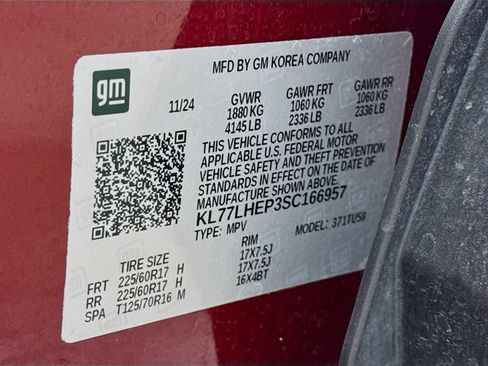 MFD BY GM KOREA COMPANY
gm
11/24
GVWR GAWR FRT GAWR RR
1880 KG 1060 KG 1060 KG
4145 LB 2336 LB 2336 LB
THIS VEHICLE CONFORMS TO ALL
APPLICABLE U.S. FEDERAL MOTOR
VEHICLE SAFETY AND THEFT PREVENTION
STANDARDS IN EFFECT ON THE DATE OF
MANUFACTURE SHOWN ABOVE.
KL77LHEP3SC166957
TYPE: MPV MODEL: 371TU58
TIRE SIZE RIM
FRT 225/60R17 H 17X7.5J
RR 225/60R17 H 17X7.5J
SPA T125/70R16 M 16X4BT